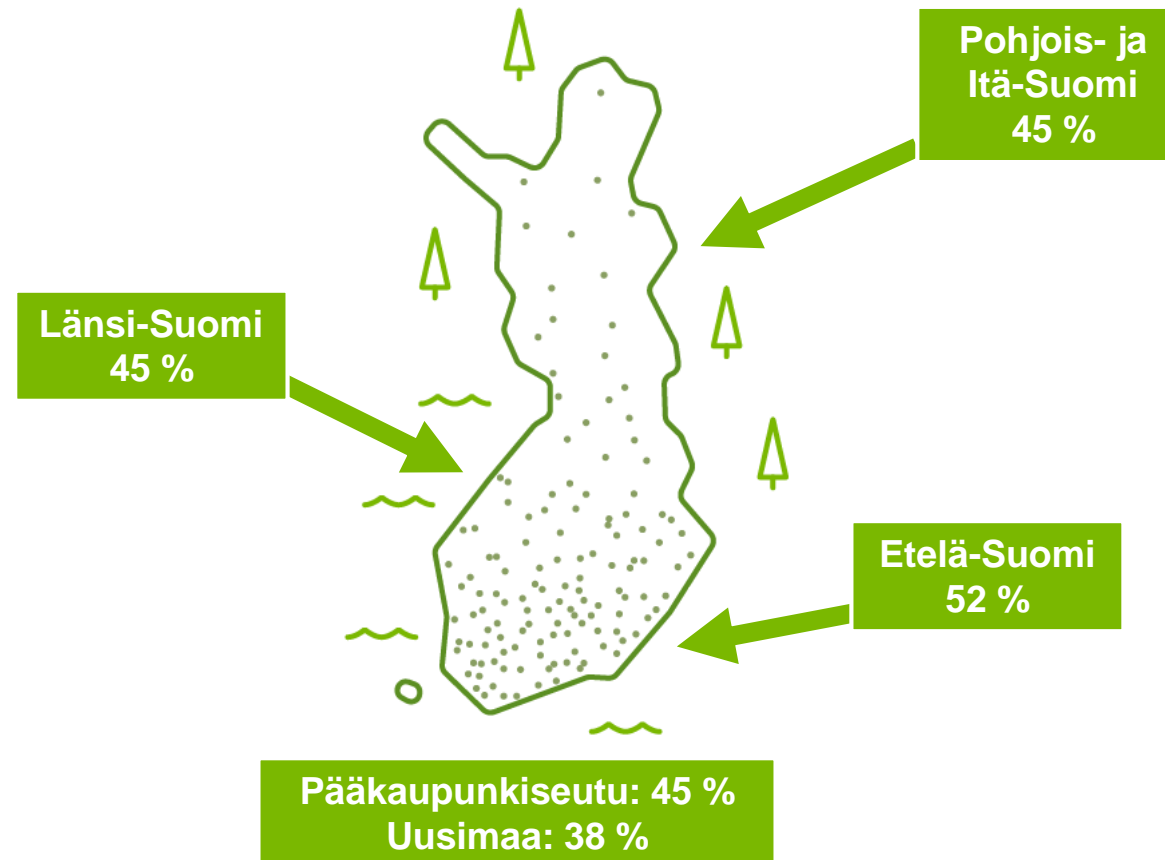 Pohjois- ja
Itä-Suomi
45 %
Länsi-Suomi
45 %
Etelä-Suomi
52 %
Pääkaupunkiseutu: 45 %
Uusimaa: 38 %